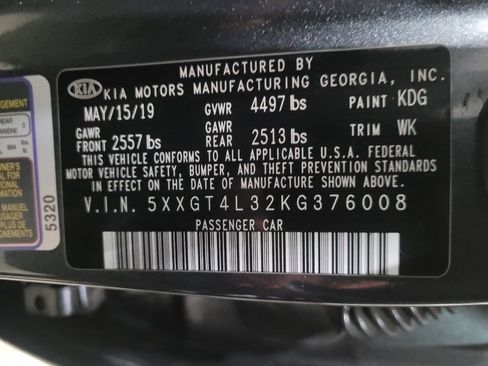 MANUFACTURED BY
KIA KIA MOTORS MANUFACTURING GEORGIA, INC.
MAY/15/19 GVWR 4497 lbs PAINT KDG
GAWR FRONT 2557 lbs GAWR REAR 2513 lbs TRIM WK
THIS VEHICLE CONFORMS TO ALL APPLICABLE U.S.A. FEDERAL
MOTOR VEHICLE SAFETY, BUMPER, AND THEFT PREVENTION STANDARDS
IN EFFECT ON THE DATE OF MANUFACTURE SHOWN ABOVE.
V.I.N. 5XXGT4L32KG376008
PASSENGER CAR
REAR
5320